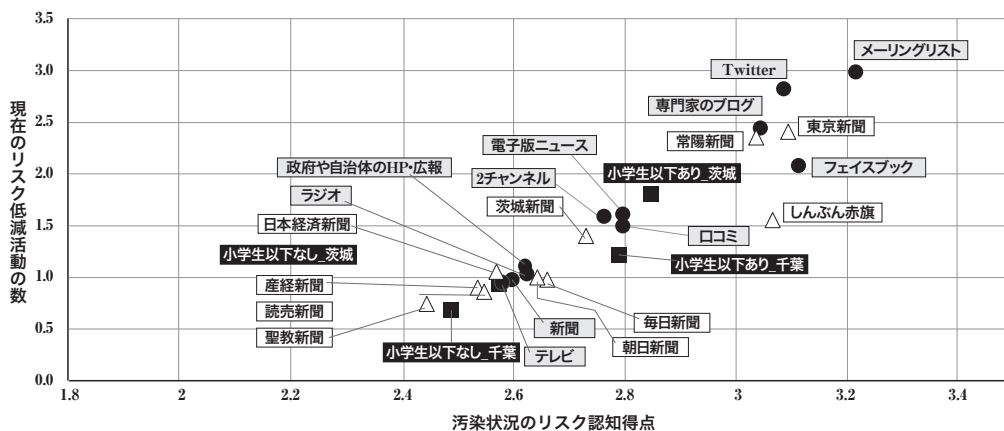 3.5
3.0
2.5
2.0
1.5
1.0
0.5
0.0
現在のリスク低減活動の数
メーリングリスト
Twitter
専門家のブログ
東京新聞
常陽新聞
電子版ニュース
政府や自治体のHP・広報
小学生以下あり_茨城
フェイスブック
2チャンネル
ラジオ
茨城新聞
しんぶん赤旗
日本経済新聞
口コミ
小学生以下なし_茨城
小学生以下あり_千葉
産経新聞
読売新聞
毎日新聞
新聞
聖教新聞
朝日新聞
小学生以下なし_千葉
テレビ
1.8
2
2.2
2.4
2.6
2.8
3
3.2
3.4
汚染状況のリスク認知得点